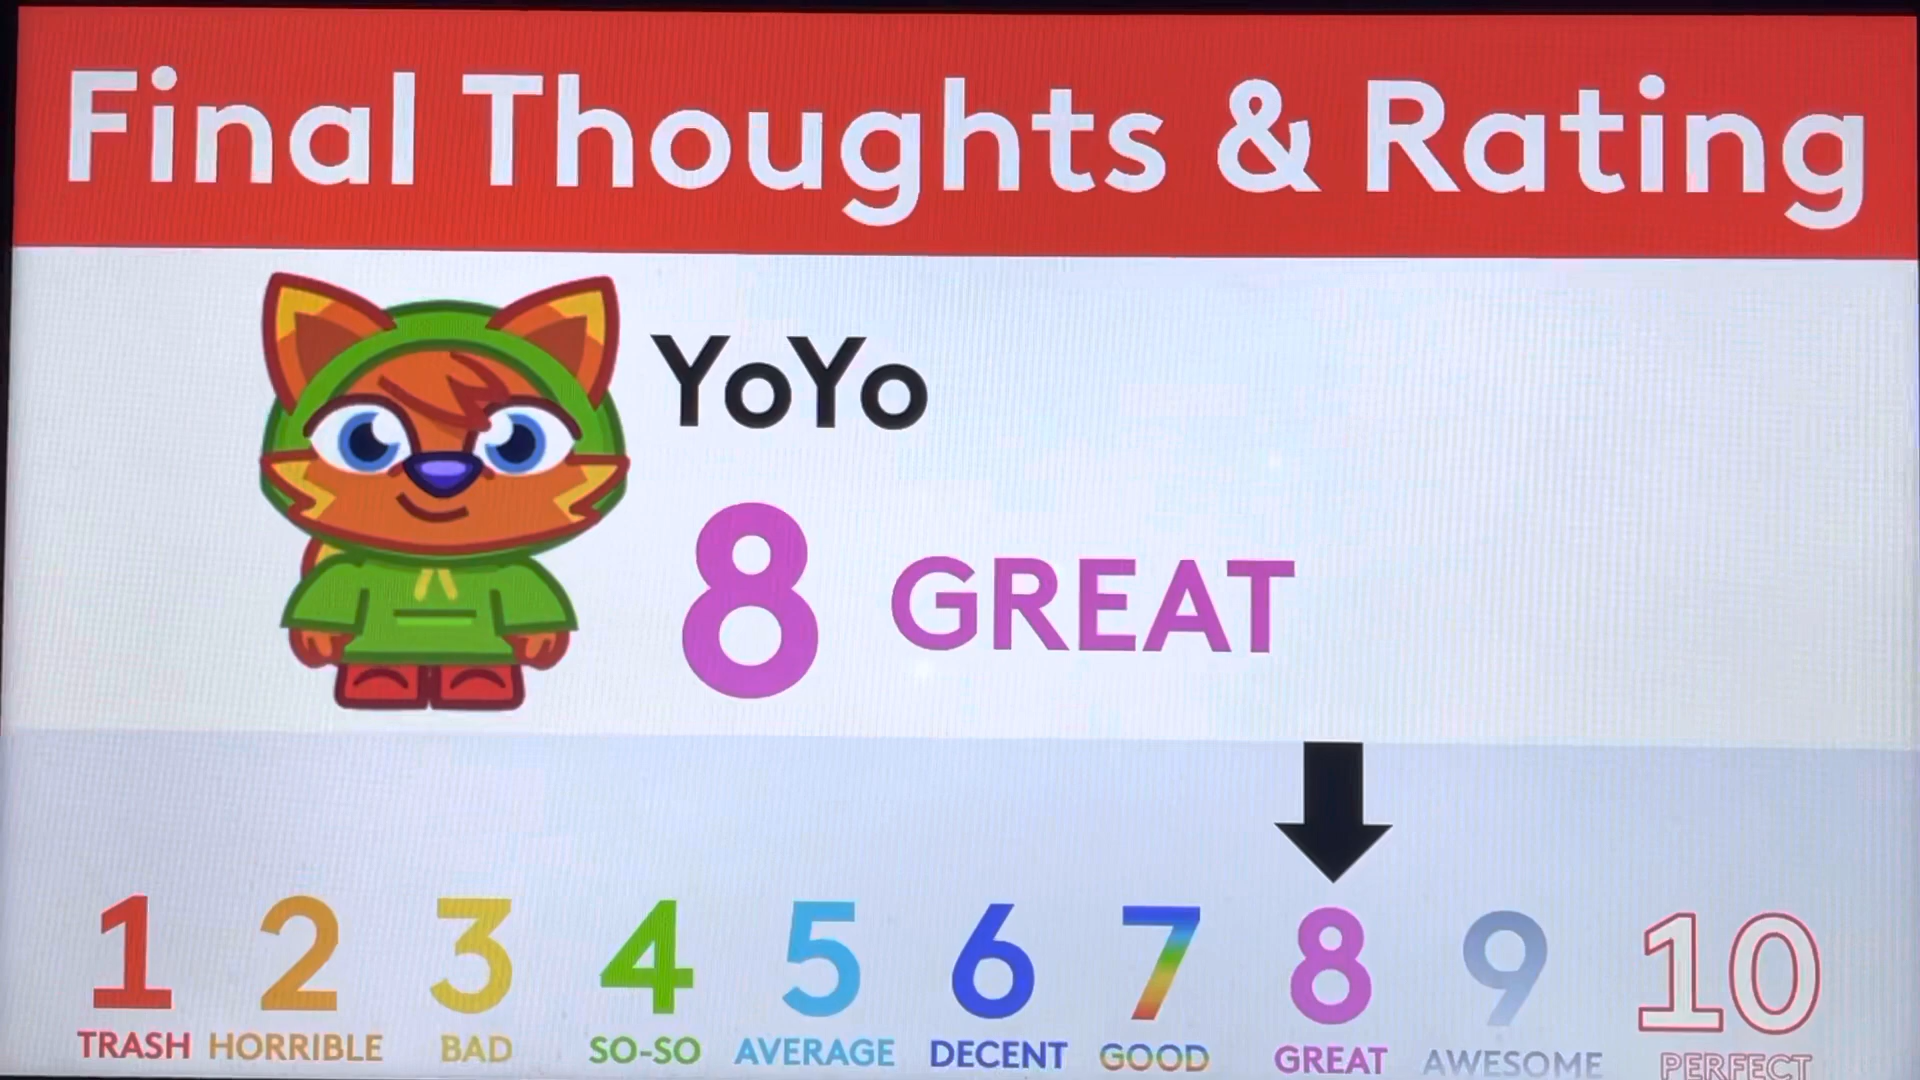 Final Thoughts & Rating
YoYo
8 GREAT
1 2 3 4 5 6 7 8 9 10
TRASH HORRIBLE BAD SO-SO AVERAGE DECENT GOOD GREAT AWESOME PERFECT